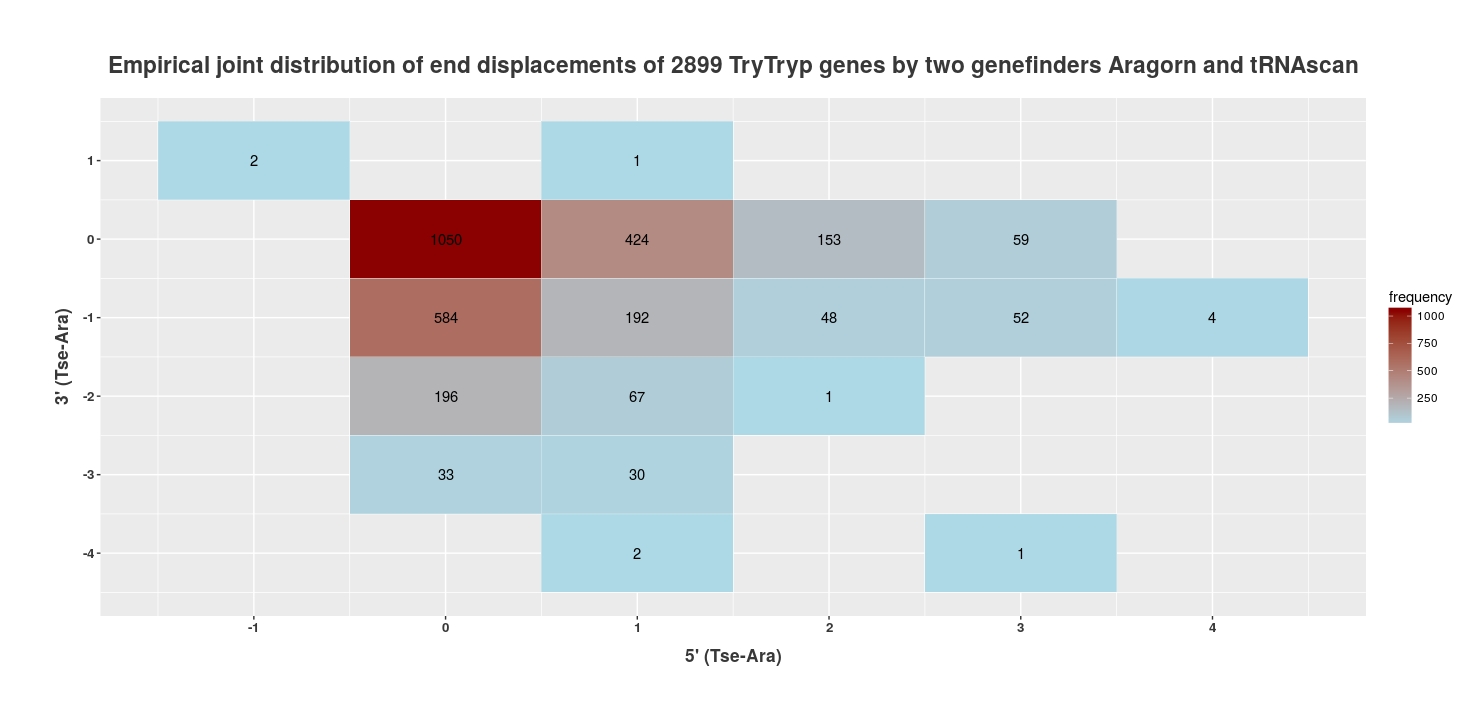 Empirical joint distribution of end displacements of 2899 TryTryp genes by two genefinders Aragorn and tRNAscan
3' (Tse-Ara)
1
2 1
0
1050 424 153 59
-1
584 192 48 52 4
-2
196 67 1
-3
33 30
-4
2 1
-1 0 1 2 3 4
5' (Tse-Ara)
frequency
1000
750
500
250